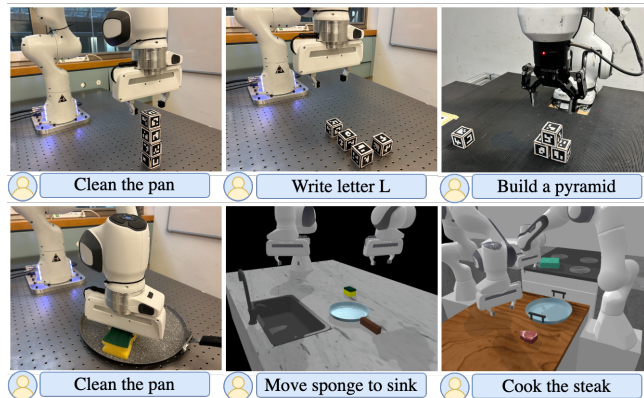 Clean the pan
Write letter L
Build a pyramid
Clean the pan
Move sponge to sink
Cook the steak